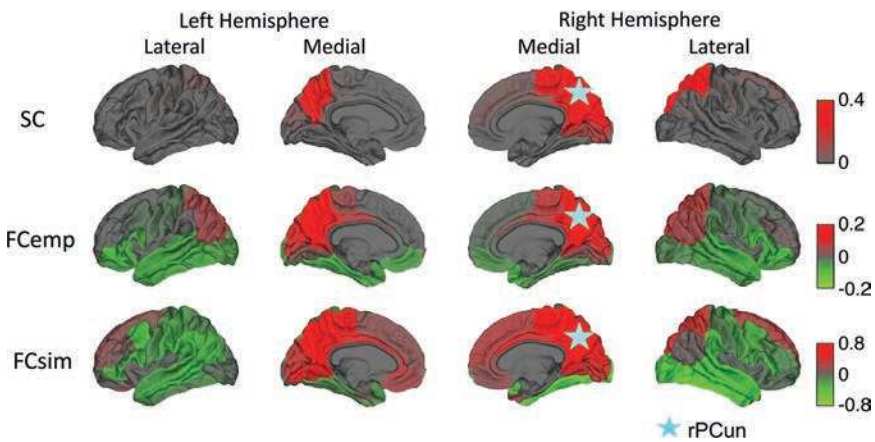 Left Hemisphere Right Hemisphere
Lateral Medial Medial Lateral
SC
0.4
0
FCemp
0.2
0
-0.2
FCsim
0.8
0
-0.8
rPCun